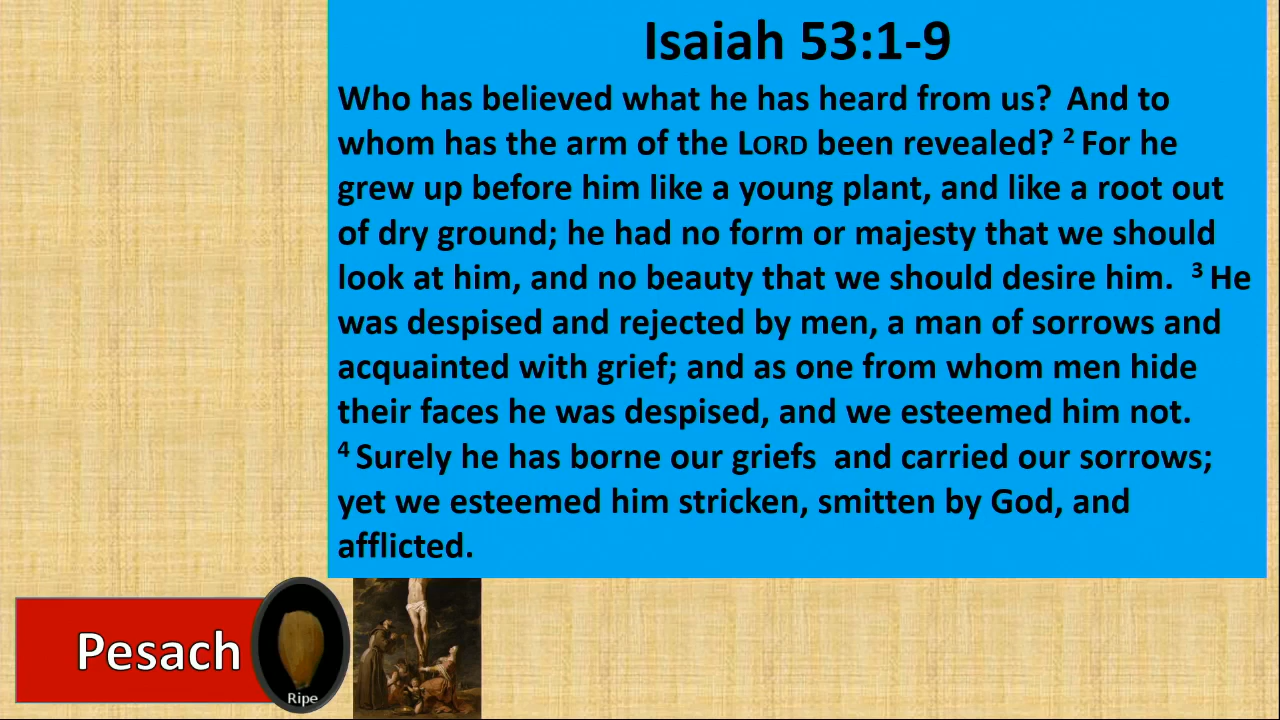 Isaiah 53:1-9
Who has believed what he has heard from us? And to
whom has the arm of the LORD been revealed? 2 For he
grew up before him like a young plant, and like a root out
of dry ground; he had no form or majesty that we should
look at him, and no beauty that we should desire him. 3 He
was despised and rejected by men, a man of sorrows and
acquainted with grief; and as one from whom men hide
their faces he was despised, and we esteemed him not.
4 Surely he has borne our griefs and carried our sorrows;
yet we esteemed him stricken, smitten by God, and
afflicted.
Pesach
Ripe